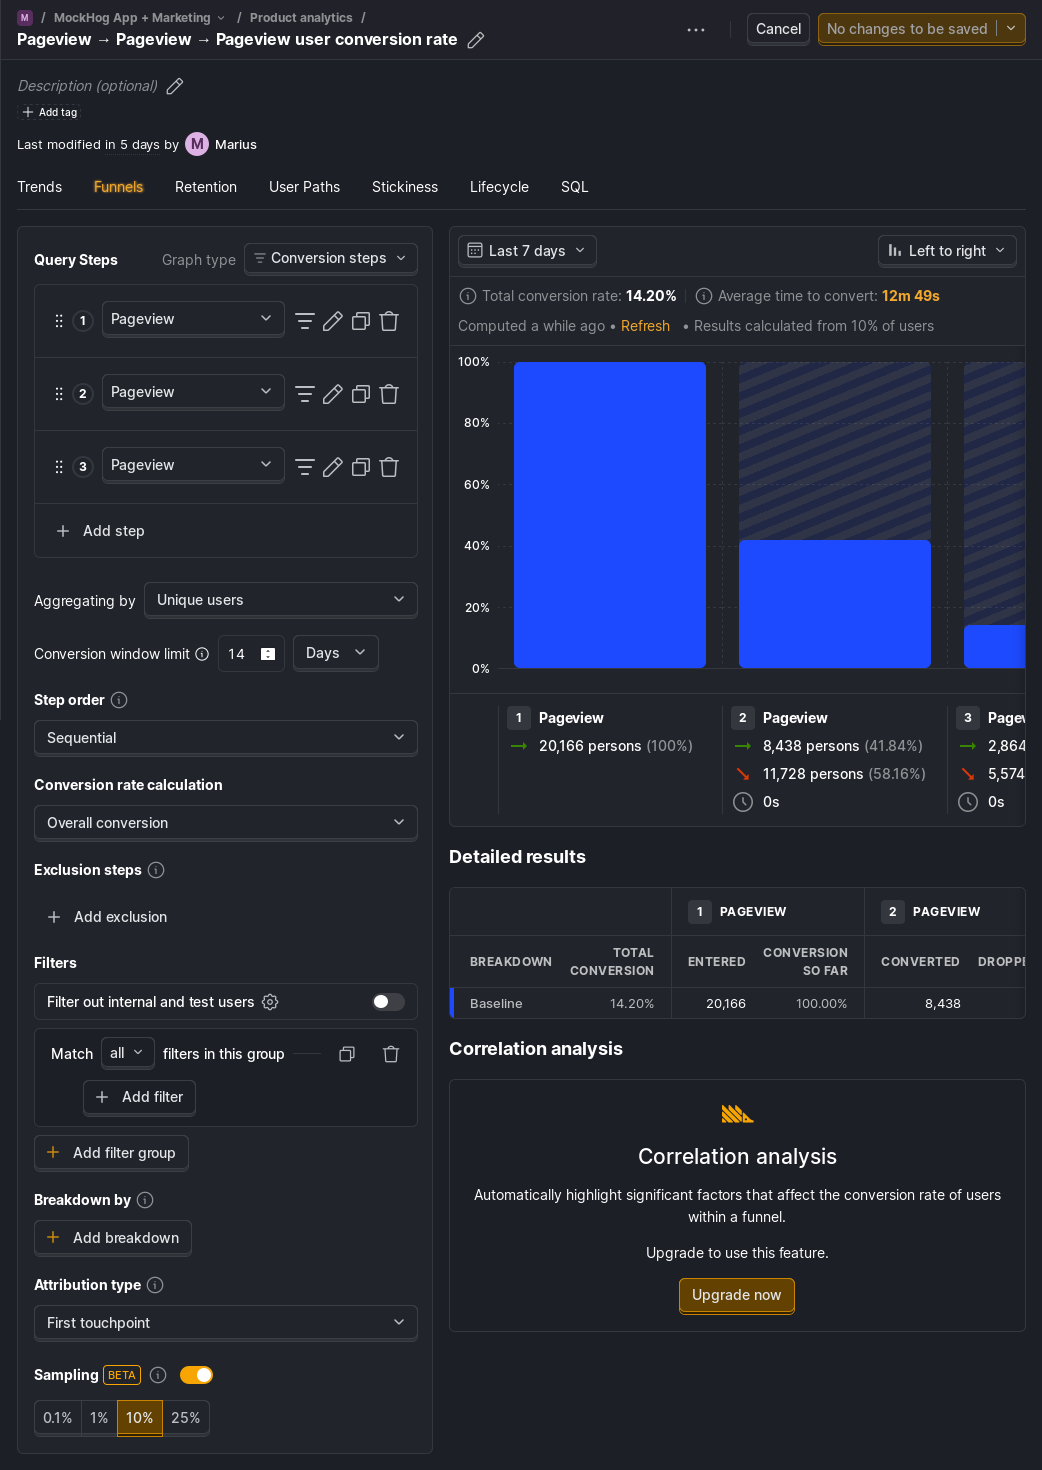 M / MockHog App + Marketing / Product analytics /
Pageview → Pageview → Pageview user conversion rate
Cancel
No changes to be saved
Description (optional)
Add tag
Last modified in 5 days by M Marius
Trends Funnels Retention User Paths Stickiness Lifecycle SQL
Query Steps Graph type Conversion steps
1 Pageview
2 Pageview
3 Pageview
Add step
Aggregating by Unique users
Conversion window limit 14 Days
Step order
Sequential
Conversion rate calculation
Overall conversion
Exclusion steps
Add exclusion
Filters
Filter out internal and test users
Match all filters in this group
Add filter
Add filter group
Breakdown by
Add breakdown
Attribution type
First touchpoint
Sampling BETA
0.1% 1% 10% 25%
Last 7 days Left to right
Total conversion rate: 14.20% Average time to convert: 12m 49s
Computed a while ago • Refresh • Results calculated from 10% of users
100%
80%
60%
40%
20%
0%
1 Pageview
20,166 persons (100%)
2 Pageview
8,438 persons (41.84%)
11,728 persons (58.16%)
0s
3
2,864
5,574
0s
Detailed results
1 PAGEVIEW 2 PAGEVIEW
BREAKDOWN TOTAL CONVERSION ENTERED CONVERSION SO FAR CONVERTED
Baseline 14.20% 20,166 100.00% 8,438
Correlation analysis
Correlation analysis
Automatically highlight significant factors that affect the conversion rate of users
within a funnel.
Upgrade to use this feature.
Upgrade now